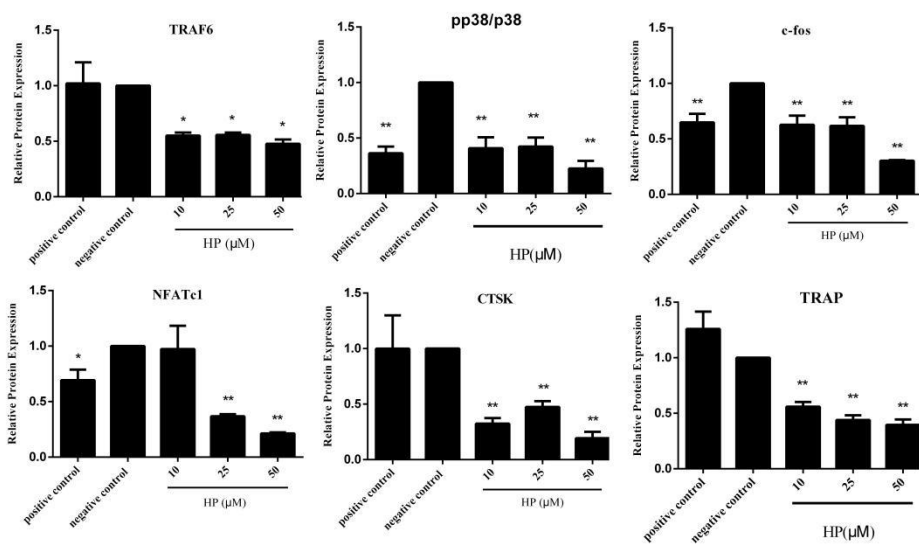 TRAF6
Relative Protein Expression
1.5
1.0
0.5
0.0
* * *
positive control
negative control
10
25
50
HP (μM)
pp38/p38
Relative Protein Expression
1.5
1.0
0.5
0.0
** ** ** **
positive control
negative control
10
25
50
HP(μM)
c-fos
Relative Protein Expression
1.5
1.0
0.5
0.0
** ** ** **
positive control
negative control
10
25
50
HP (μM)
NFATc1
Relative Protein Expression
1.5
1.0
0.5
0.0
* ** **
positive control
negative control
10
25
50
HP (μM)
CTSK
Relative Protein Expression
1.5
1.0
0.5
0.0
** ** **
positive control
negative control
10
25
50
HP (μM)
TRAP
Relative Protein Expression
1.5
1.0
0.5
0.0
** ** **
positive control
negative control
10
25
50
HP(μM)